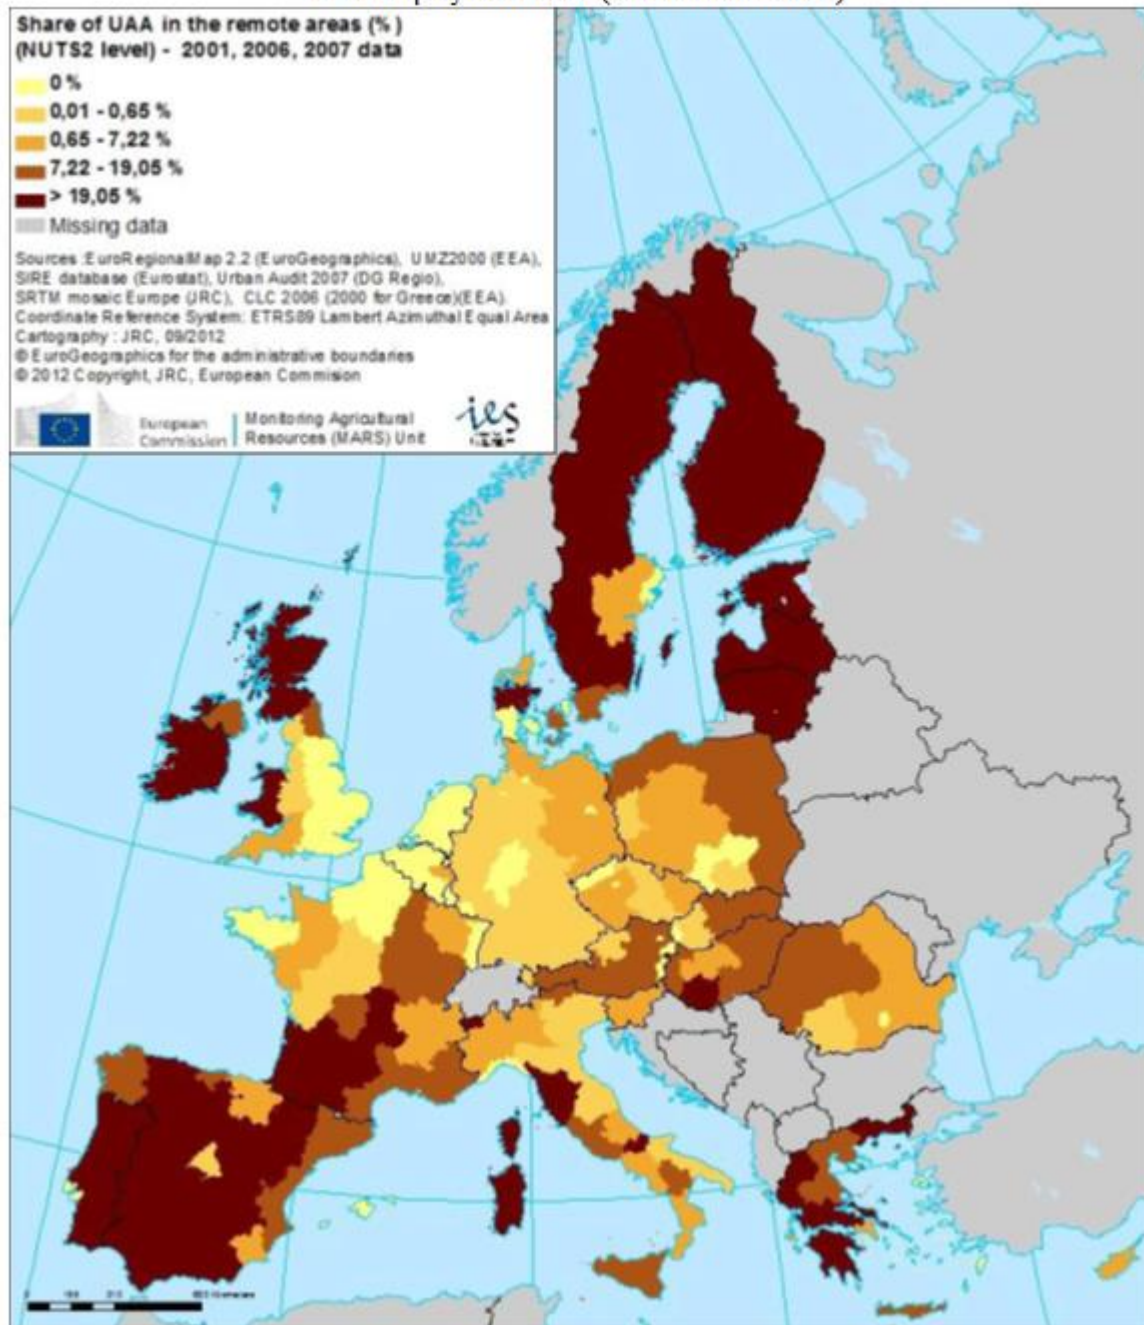 Share of UAA in the remote areas (%)
(NUTS2 level) - 2001, 2006, 2007 data
0 %
0,01 - 0,65 %
0,65 - 7,22 %
7,22 - 19,05 %
> 19,05 %
Missing data
Sources :EuroRegionalMap 2.2 (EuroGeographics), UMZ2000 (EEA),
SIRE database (Eurostat), Urban Audit 2007 (DG Regio),
SRTM mosaic Europe (JRC), CLC 2006 (2000 for Greece)(EEA)
Coordinate Reference System: ETRS89 Lambert Azimuthal Equal Area
Cartography : JRC, 09/2012
© EuroGeographics for the administrative boundaries
© 2012 Copyright, JRC, European Commision
European
Commission
Monitoring Agricultural
Resources (MARS) Unit
ies